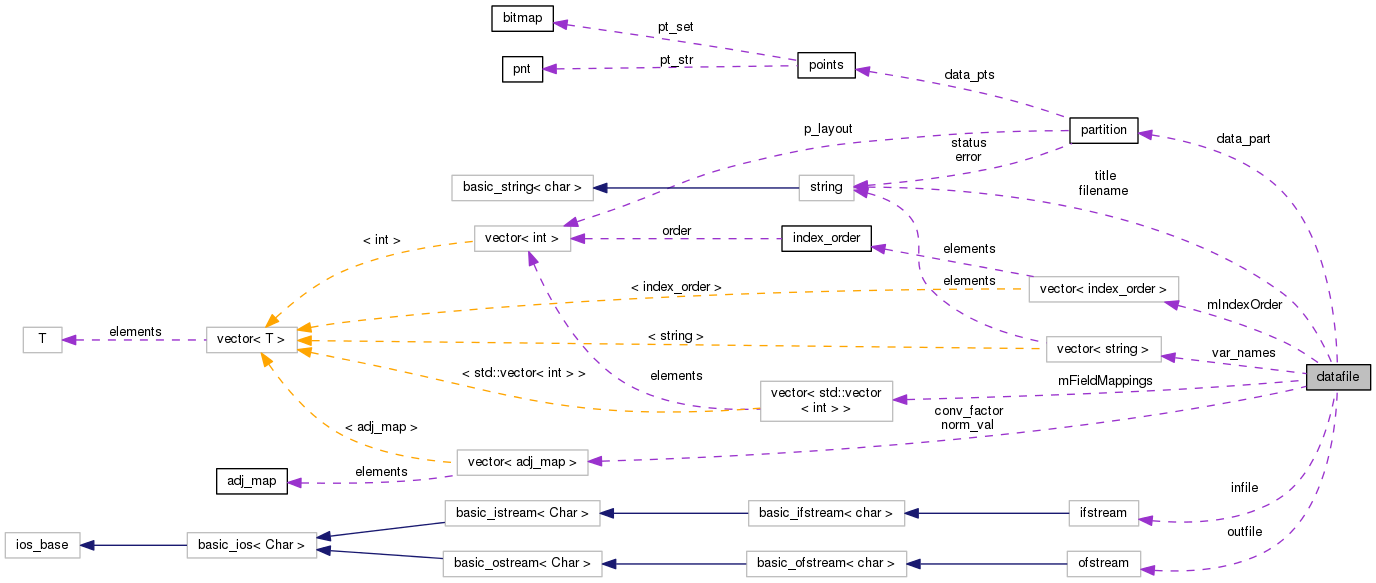 bitmap
pt_set
pnt
pt_str
points
data_pts
partition
data_part
p_layout
status
error
basic_string< char >
string
title
filename
vector< int >
< int >
order
index_order
elements
vector< index_order >
mIndexOrder
< index_order >
elements
T
elements
vector< T >
< string >
vector< string >
var_names
datafile
< std::vector< int > >
elements
vector< std::vector
< int > >
mFieldMappings
conv_factor
norm_val
< adj_map >
vector< adj_map >
adj_map
elements
infile
basic_istream< Char >
basic_ifstream< char >
ifstream
ios_base
basic_ios< Char >
outfile
basic_ostream< Char >
basic_ofstream< char >
ofstream